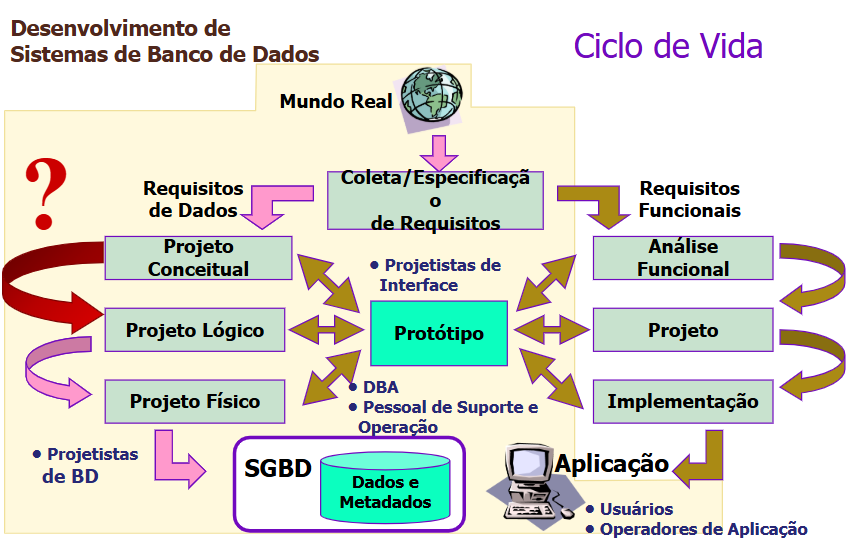 Desenvolvimento de
Sistemas de Banco de Dados
Ciclo de Vida
Mundo Real
?
Requisitos
de Dados
Coleta/Especificaçã
o
de Requisitos
Requisitos
Funcionais
Projeto
Conceitual
• Projetistas de
Interface
Análise
Funcional
Projeto Lógico
Protótipo
Projeto
Projeto Físico
• DBA
• Pessoal de Suporte e
Operação
Implementação
• Projetistas
de BD
SGBD
Dados e
Metadados
Aplicação
• Usuários
• Operadores de Aplicação